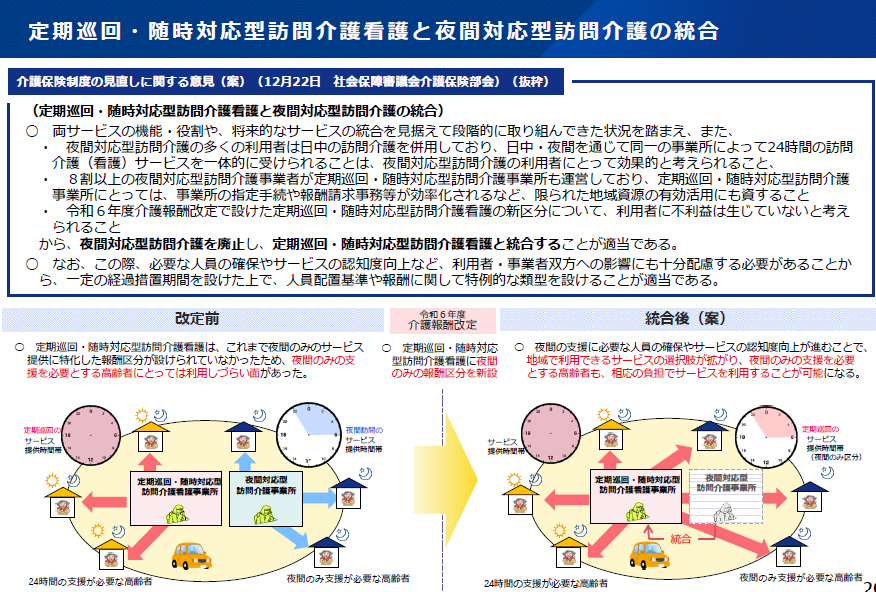 定期巡回・随時対応型訪問介護看護と夜間対応型訪問介護の統合
介護保険制度の見直しに関する意見（案）（12月22日　社会保障審議会介護保険部会）（抜粋）
（定期巡回・随時対応型訪問介護看護と夜間対応型訪問介護の統合）
○　両サービスの機能・役割や、将来的なサービスの統合を見据えて段階的に取り組んできた状況を踏まえ、また、
・　夜間対応型訪問介護の多くの利用者は日中の訪問介護を併用しており、日中・夜間を通じて同一の事業所によって24時間の訪問
介護（看護）サービスを一体的に受けられることは、夜間対応型訪問介護の利用者にとって効果的と考えられること、
・　８割以上の夜間対応型訪問介護事業者が定期巡回・随時対応型訪問介護事業所も運営しており、定期巡回・随時対応型訪問介護
事業所にとっては、事業所の指定手続や報酬請求事務等が効率化されるなど、限られた地域資源の有効活用にも資すること
・　令和６年度介護報酬改定で設けた定期巡回・随時対応型訪問介護看護の新区分について、利用者に不利益は生じていないと考え
られること
から、夜間対応型訪問介護を廃止し、定期巡回・随時対応型訪問介護看護と統合することが適当である。
○　なお、この際、必要な人員の確保やサービスの認知度向上など、利用者・事業者双方への影響にも十分配慮する必要があることか
ら、一定の経過措置期間を設けた上で、人員配置基準や報酬に関して特例的な類型を設けることが適当である。
改定前
○　定期巡回・随時対応型訪問介護看護は、これまで夜間のみのサービス
提供に特化した報酬区分が設けられていなかったため、夜間のみの支
援を必要とする高齢者にとっては利用しづらい面があった。
定期巡回の
サービス
提供時間帯
夜間訪問の
サービス
提供時間帯
定期巡回・随時対応型
訪問介護看護事業所
夜間対応型
訪問介護事業所
24時間の支援が必要な高齢者
夜間のみ支援が必要な高齢者
令和６年度
介護報酬改定
○　定期巡回・随時対応
型訪問介護看護に夜間
のみの報酬区分を新設
統合後（案）
○　夜間の支援に必要な人員の確保やサービスの認知度向上が進むことで、
地域で利用できるサービスの選択肢が拡がり、夜間のみの支援を必要
とする高齢者も、相応の負担でサービスを利用することが可能になる。
サービス
提供時間帯
定期巡回の
サービス
提供時間帯
（夜間のみ区分）
定期巡回・随時対応型
訪問介護看護事業所
夜間対応型
訪問介護事業所
統合
24時間の支援が必要な高齢者
夜間のみ支援が必要な高齢者